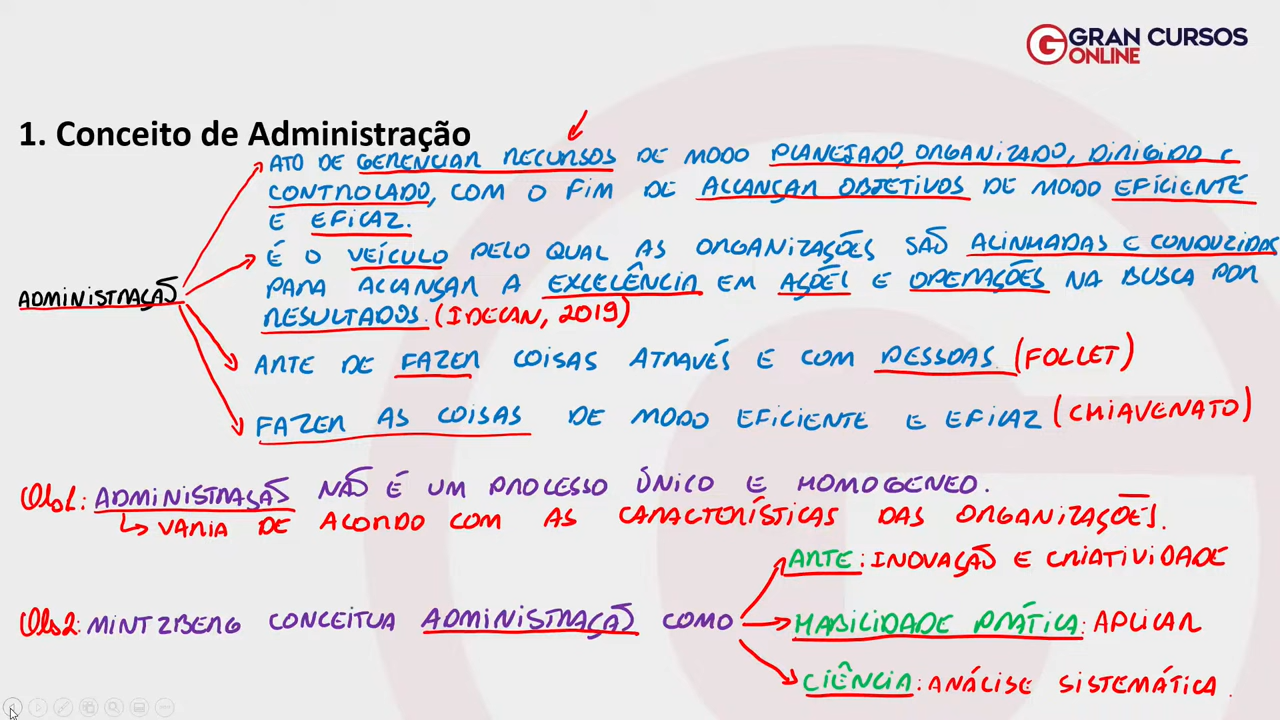 GRAN CURSOS
ONLINE
1. Conceito de Administração
ATO DE GERENCIAR RECURSOS DE MODO PLANEJADO, ORGANIZADO, DIRIGIDO E
CONTROLADO, COM O FIM DE ALCANÇAR OBJETIVOS DE MODO EFICIENTE
E EFICAZ.
É O VEÍCULO PELO QUAL AS ORGANIZAÇÕES SÃO ALINHADAS E CONDUZIDAS
ADMINISTRAÇÃO
PARA ALCANÇAR A EXCELÊNCIA EM AÇÕES E OPERAÇÕES NA BUSCA POR
RESULTADOS. (IDECAN, 2019)
ARTE DE FAZER COISAS ATRAVÉS E COM PESSOAS. (FOLLET)
FAZER AS COISAS DE MODO EFICIENTE E EFICAZ (CHIAVENATO)
Obs1: ADMINISTRAÇÃO NÃO É UM PROCESSO ÚNICO E HOMOGENEO.
VARIA DE ACORDO COM AS CARACTERÍSTICAS DAS ORGANIZAÇÕES.
Obs2: MINTZBERG CONCEITUA ADMINISTRAÇÃO COMO
ARTE: INOVAÇÃO E CRIATIVIDADE
HABILIDADE PRÁTICA: APLICAR
CIÊNCIA: ANÁLISE SISTEMÁTICA.